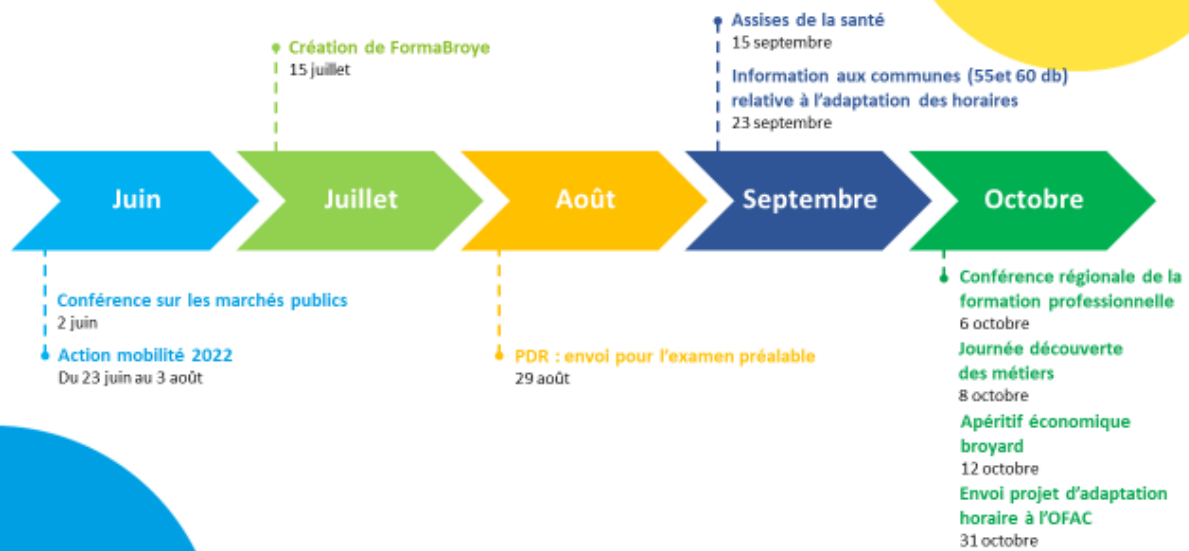 Assises de la santé
15 septembre
Création de FormaBroye
15 juillet
Information aux communes (55et 60 db)
relative à l'adaptation des horaires
23 septembre
Juin
Juillet
Août
Septembre
Octobre
Conférence sur les marchés publics
2 juin
Action mobilité 2022
Du 23 juin au 3 août
PDR : envoi pour l'examen préalable
29 août
Conférence régionale de la
formation professionnelle
6 octobre
Journée découverte
des métiers
8 octobre
Apéritif économique
broyard
12 octobre
Envoi projet d'adaptation
horaire à l'OFAC
31 octobre